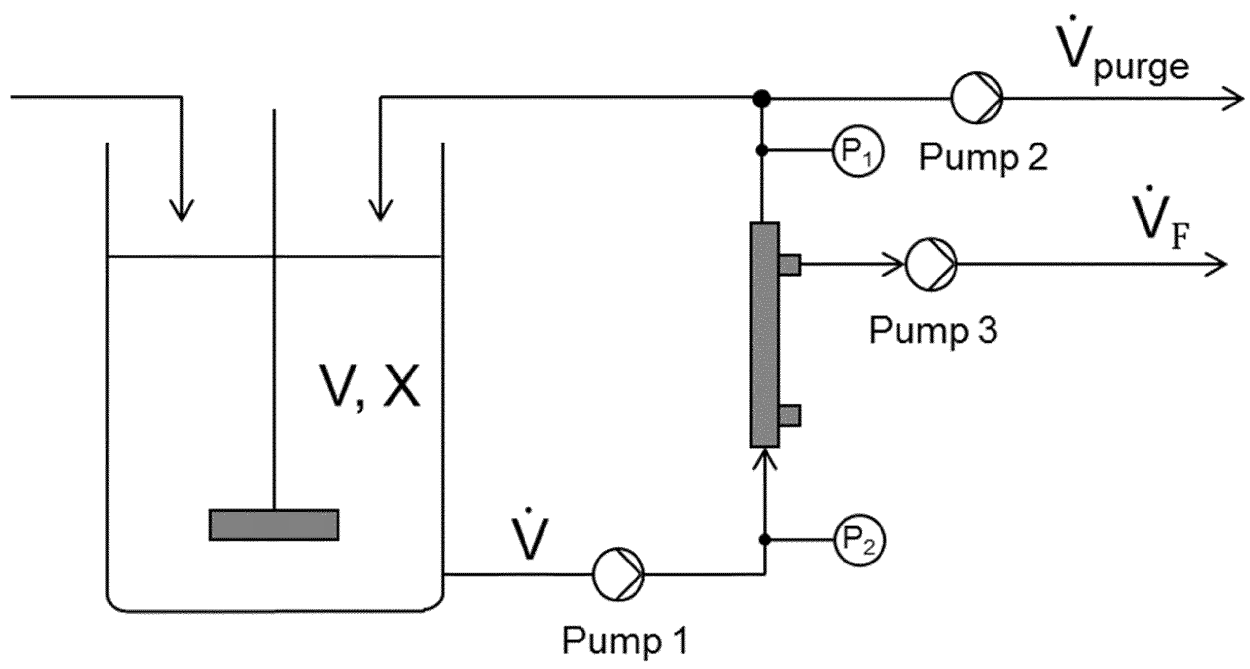 V̇purge
P₁
Pump 2
V̇F
Pump 3
V, X
V̇
P₂
Pump 1